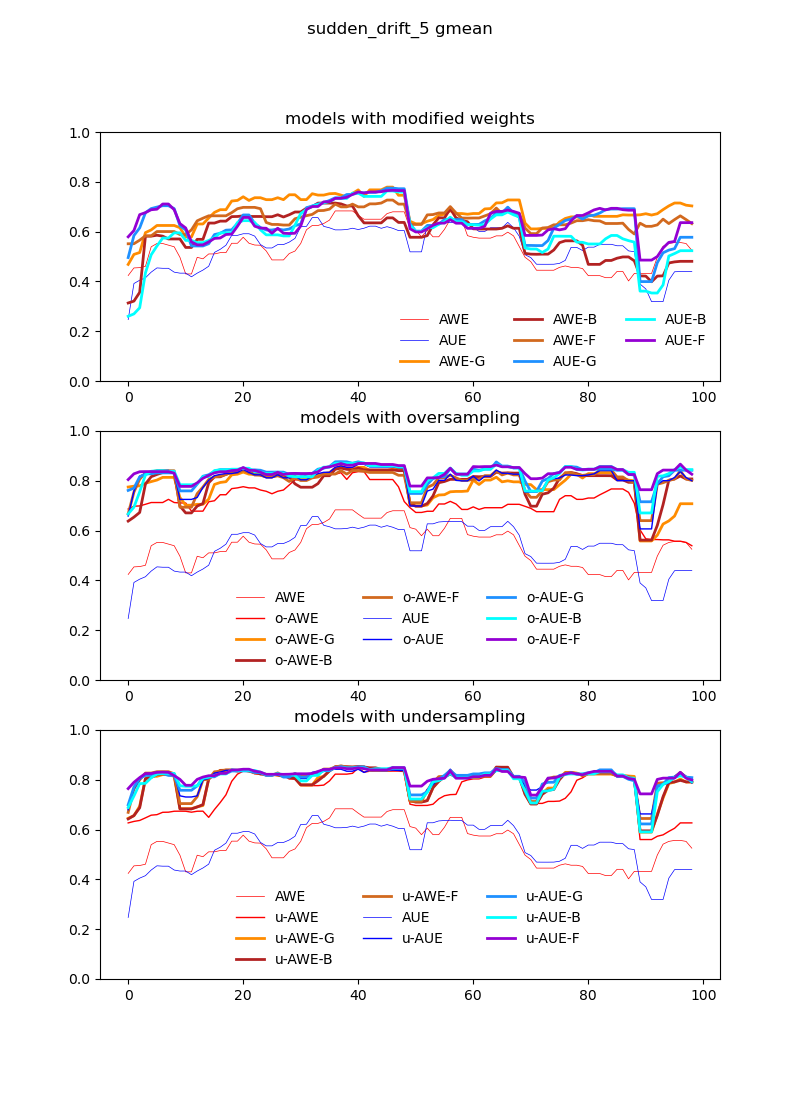 sudden_drift_5 gmean
models with modified weights
1.0
0.8
0.6
0.4
0.2
0.0
AWE AWE-B AUE-B
AUE AWE-F AUE-F
AWE-G AUE-G
0 20 40 60 80 100
models with oversampling
1.0
0.8
0.6
0.4
0.2
0.0
AWE o-AWE-F o-AUE-G
o-AWE AUE o-AUE-B
o-AWE-G o-AUE o-AUE-F
o-AWE-B
0 20 40 60 80 100
models with undersampling
1.0
0.8
0.6
0.4
0.2
0.0
AWE u-AWE-F u-AUE-G
u-AWE AUE u-AUE-B
u-AWE-G u-AUE u-AUE-F
u-AWE-B
0 20 40 60 80 100